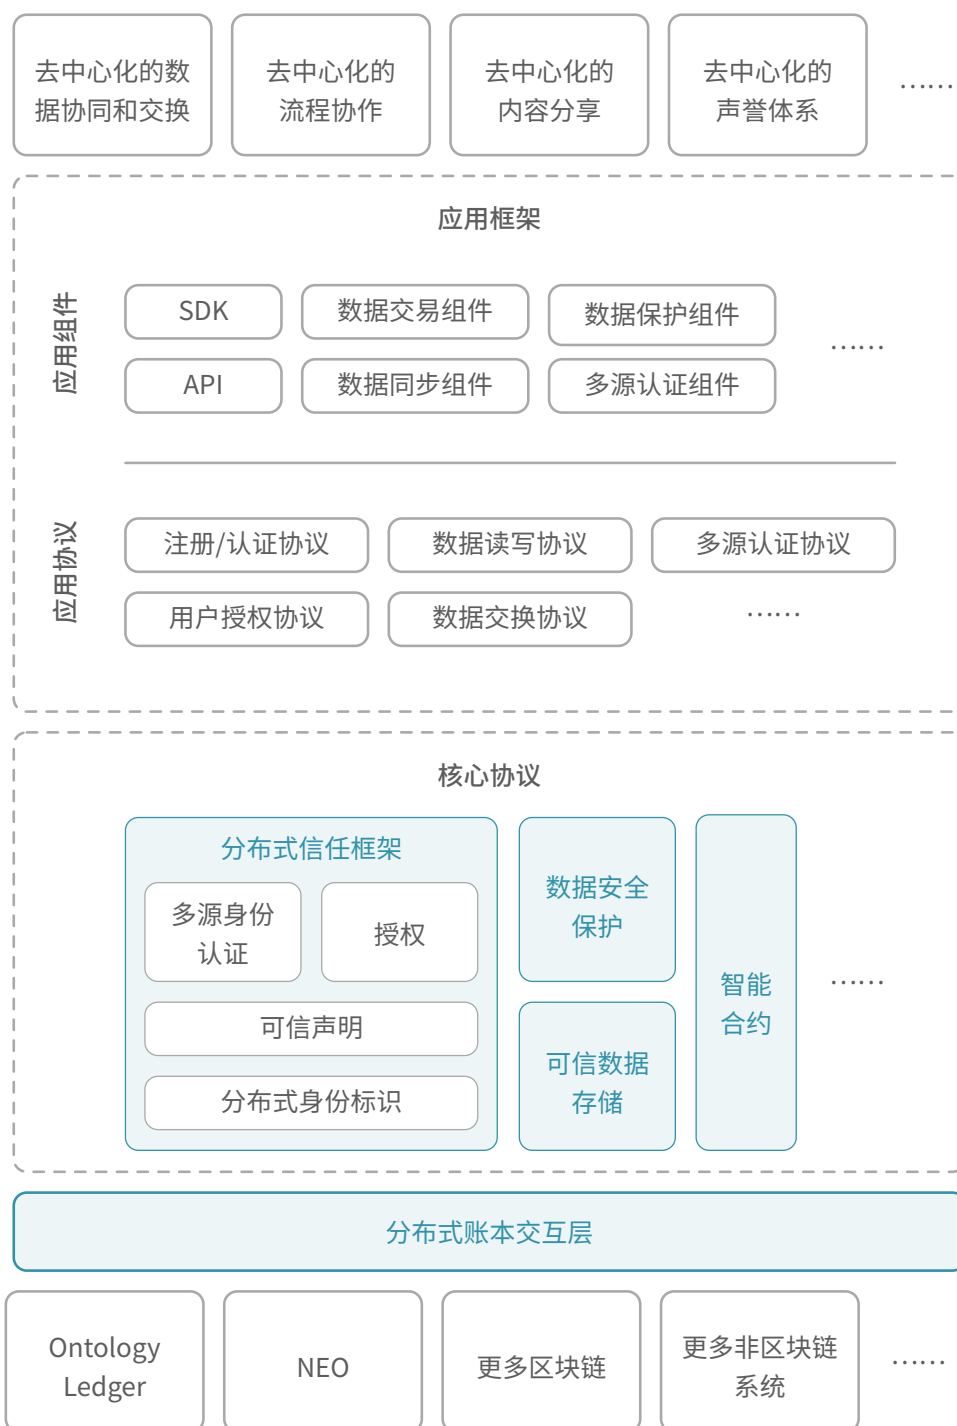 去中心化的数
据协同和交换
去中心化的
流程协作
去中心化的
内容分享
去中心化的
声誉体系
……
应用框架
应用组件
SDK
数据交易组件
数据保护组件
……
API
数据同步组件
多源认证组件
应用协议
注册/认证协议
数据读写协议
多源认证协议
用户授权协议
数据交换协议
……
核心协议
分布式信任框架
多源身份
认证
授权
可信声明
分布式身份标识
数据安全
保护
可信数据
存储
智能
合约
……
分布式账本交互层
Ontology
Ledger
NEO
更多区块链
更多非区块链
系统
……